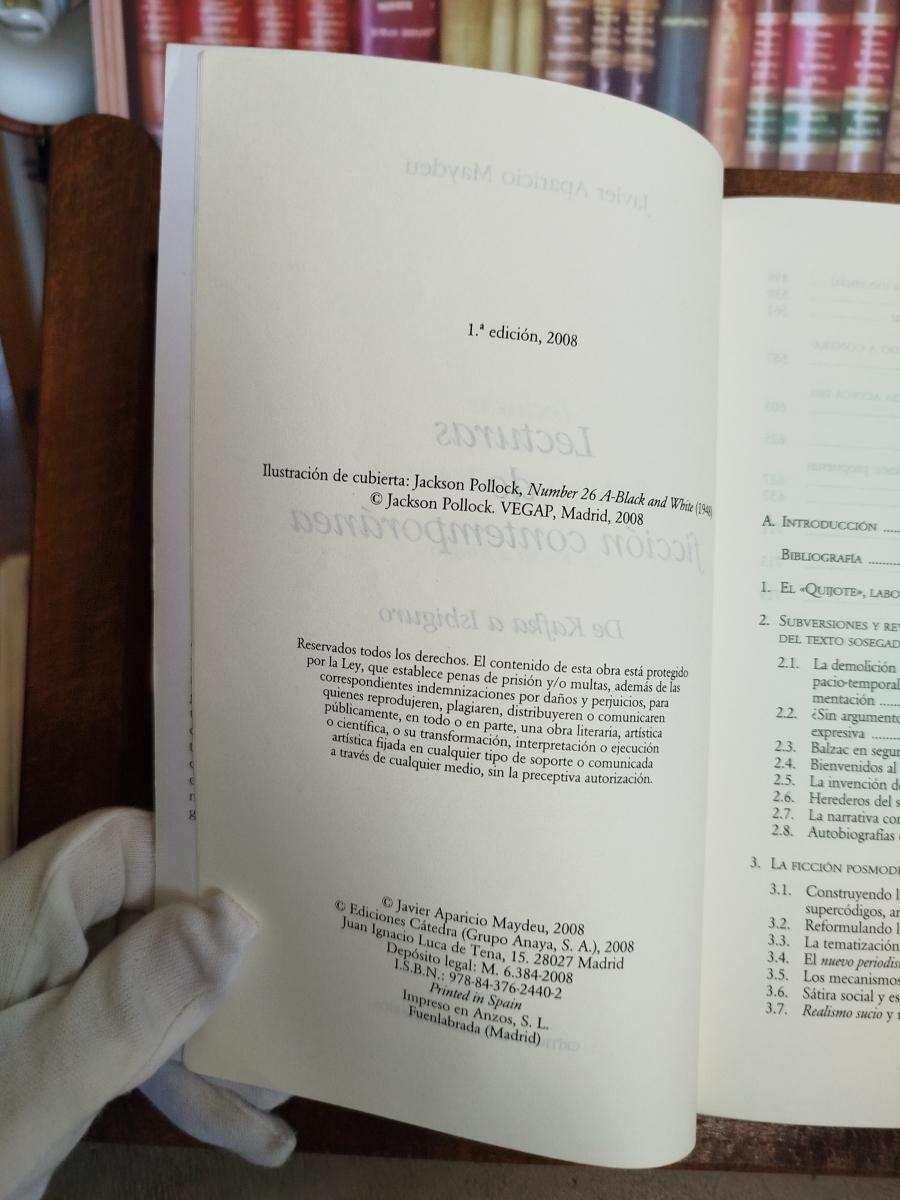 1.ª edición, 2008
Ilustración de cubierta: Jackson Pollock, Number 26 A-Black and White (1948)
© Jackson Pollock. VEGAP, Madrid, 2008
Reservados todos los derechos. El contenido de esta obra está protegido
por la Ley, que establece penas de prisión y/o multas, además de las
correspondientes indemnizaciones por daños y perjuicios, para
quienes reprodujeren, plagiaren, distribuyeren o comunicaren
públicamente, en todo o en parte, una obra literaria, artística
o científica, o su transformación, interpretación o ejecución
artística fijada en cualquier tipo de soporte o comunicada
a través de cualquier medio, sin la preceptiva autorización.
© Javier Aparicio Maydeu, 2008
© Ediciones Cátedra (Grupo Anaya, S. A.), 2008
Juan Ignacio Luca de Tena, 15. 28027 Madrid
Depósito legal: M. 6.384-2008
I.S.B.N.: 978-84-376-2440-2
Printed in Spain
Impreso en Anzos, S. L.
Fuenlabrada (Madrid)
A. INTRODUCCIÓN ....
BIBLIOGRAFÍA ..........
1. EL «QUIJOTE», LABO
2. SUBVERSIONES Y REV
DEL TEXTO SOSEGAD
2.1. La demolición
pacio-temporal
mentación .....
2.2. ¿Sin argumento
expresiva .......
2.3. Balzac en segun
2.4. Bienvenidos al
2.5. La invención de
2.6. Herederos del s
2.7. La narrativa con
2.8. Autobiografías
3. LA FICCIÓN POSMODE
3.1. Construyendo l
supercódigos, ar
3.2. Reformulando l
3.3. La tematización
3.4. El nuevo periodis
3.5. Los mecanismos
3.6. Sátira social y es
3.7. Realismo sucio y